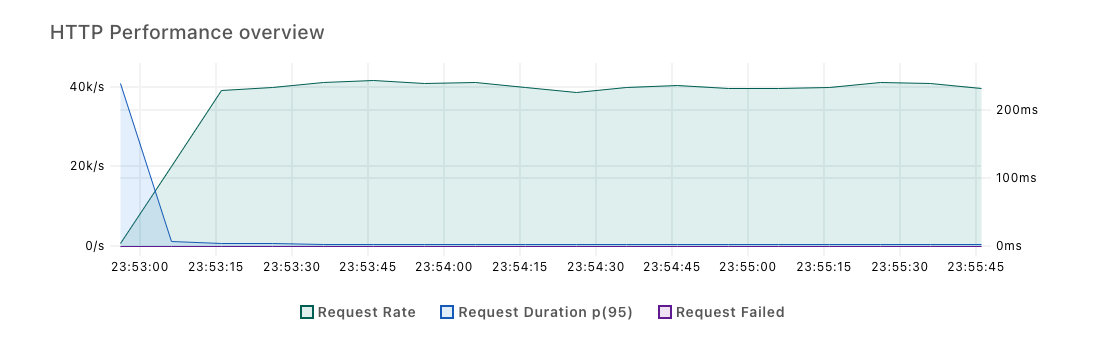 HTTP Performance overview
40k/s
20k/s
0/s
200ms
100ms
0ms
23:53:00 23:53:15 23:53:30 23:53:45 23:54:00 23:54:15 23:54:30 23:54:45 23:55:00 23:55:15 23:55:30 23:55:45
Request Rate Request Duration p(95) Request Failed